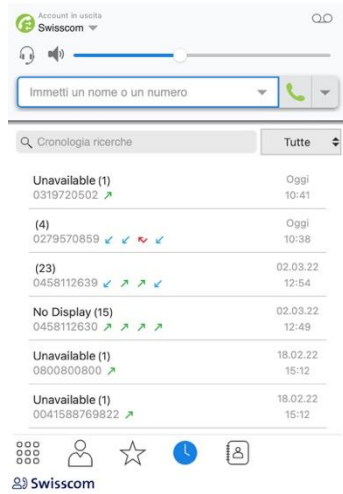 Account in uscita
Swisscom
Immetti un nome o un numero
Cronologia ricerche
Tutte
Unavailable (1)
Oggi
0319720502
10:41
(4)
Oggi
0279570859
10:38
(23)
02.03.22
0458112639
12:54
No Display (15)
02.03.22
0458112630
12:49
Unavailable (1)
18.02.22
0800800800
15:12
Unavailable (1)
18.02.22
0041588769822
15:12
Swisscom